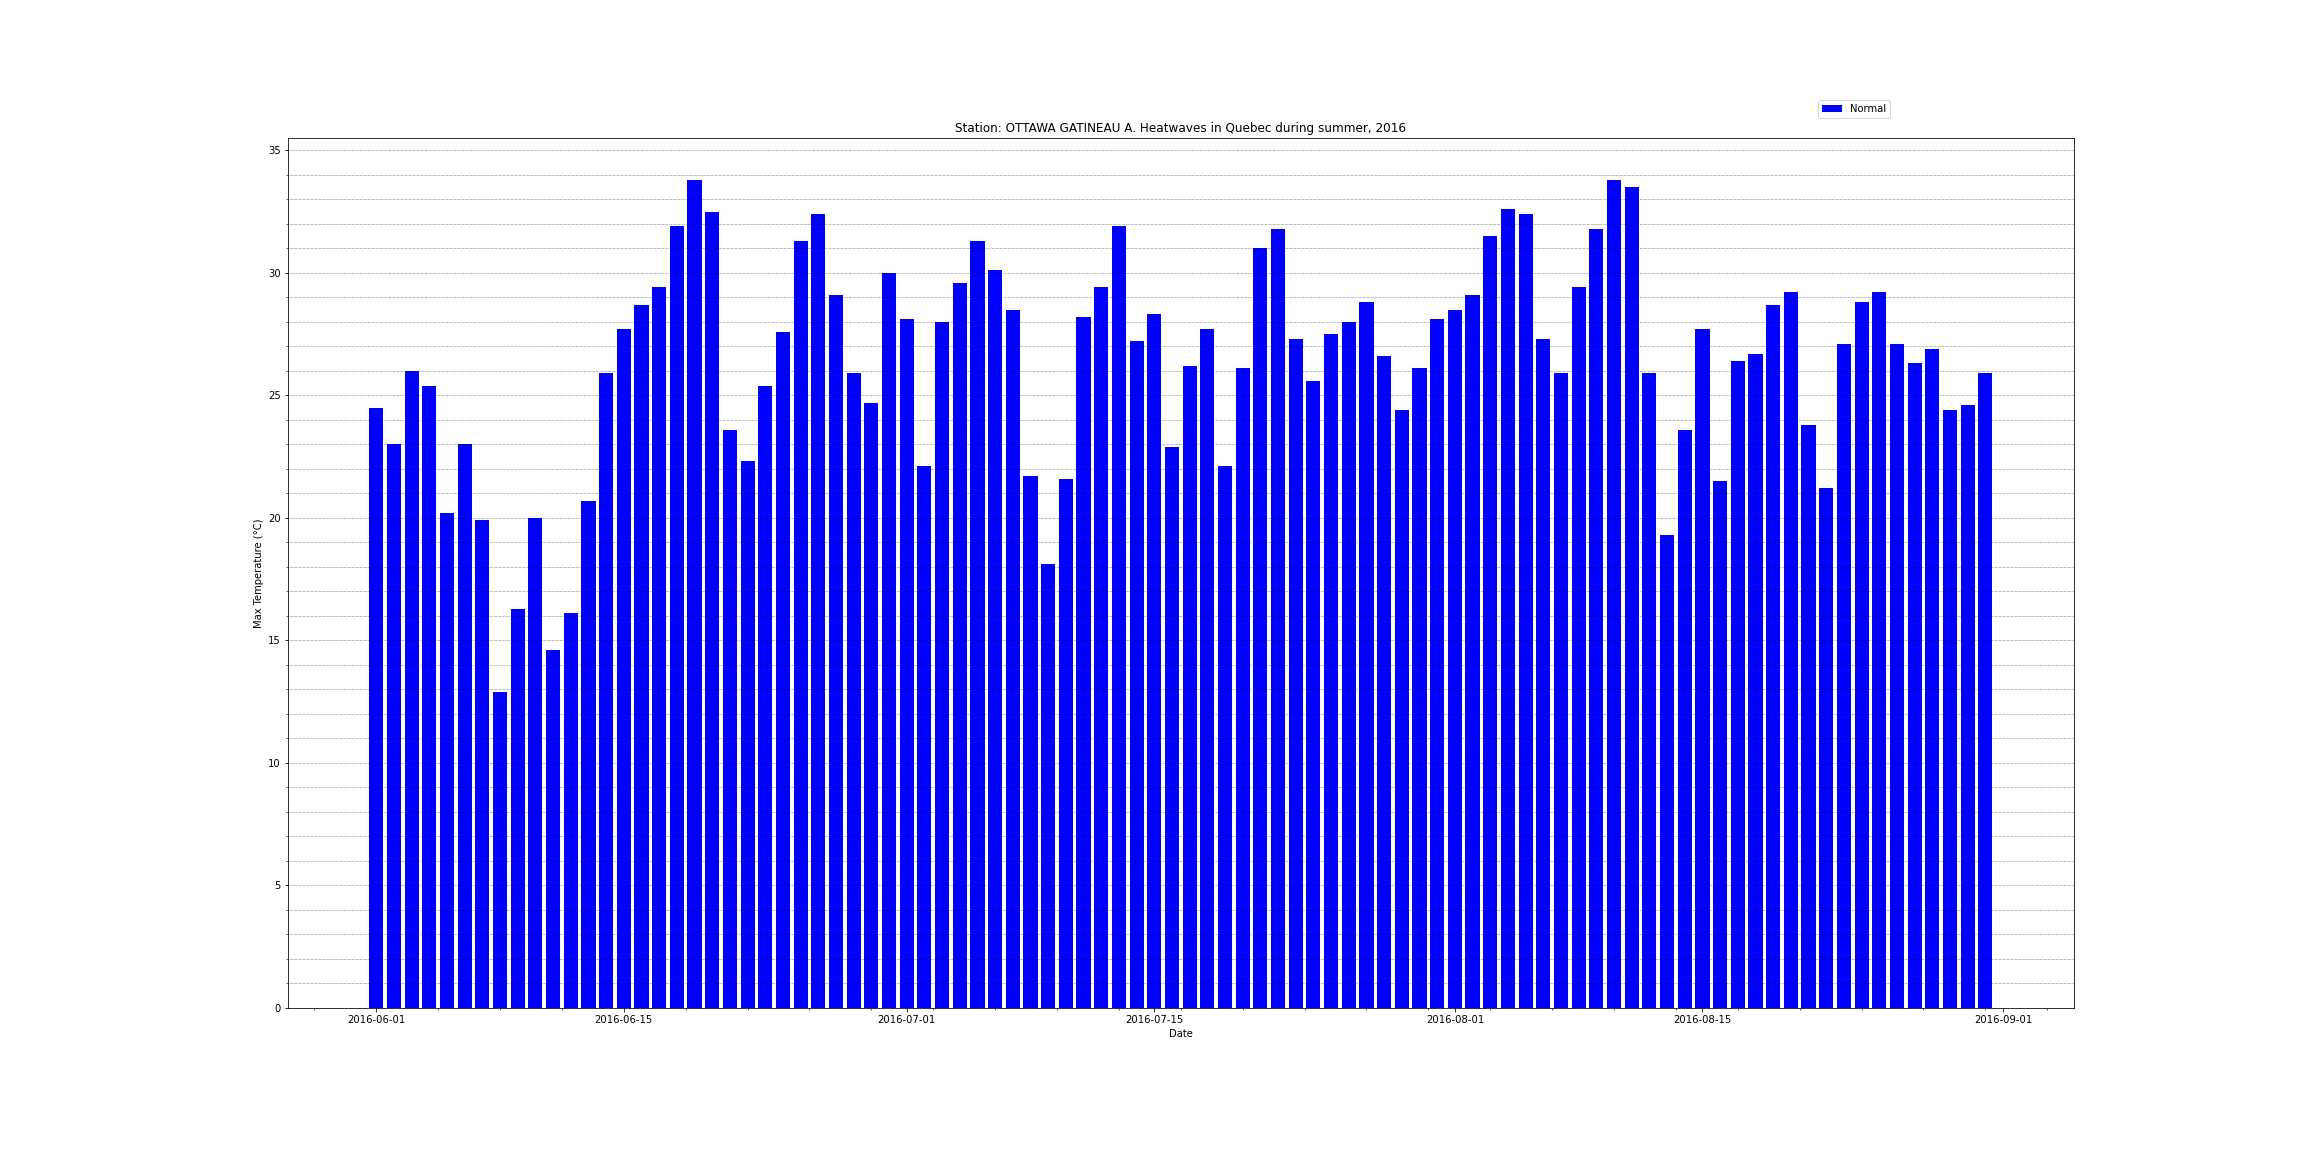 Normal
Station: OTTAWA GATINEAU A. Heatwaves in Quebec during summer, 2016
35
30
25
20
15
10
5
0
Max Temperature (°C)
2016-06-01 2016-06-15 2016-07-01 2016-07-15 2016-08-01 2016-08-15 2016-09-01
Date